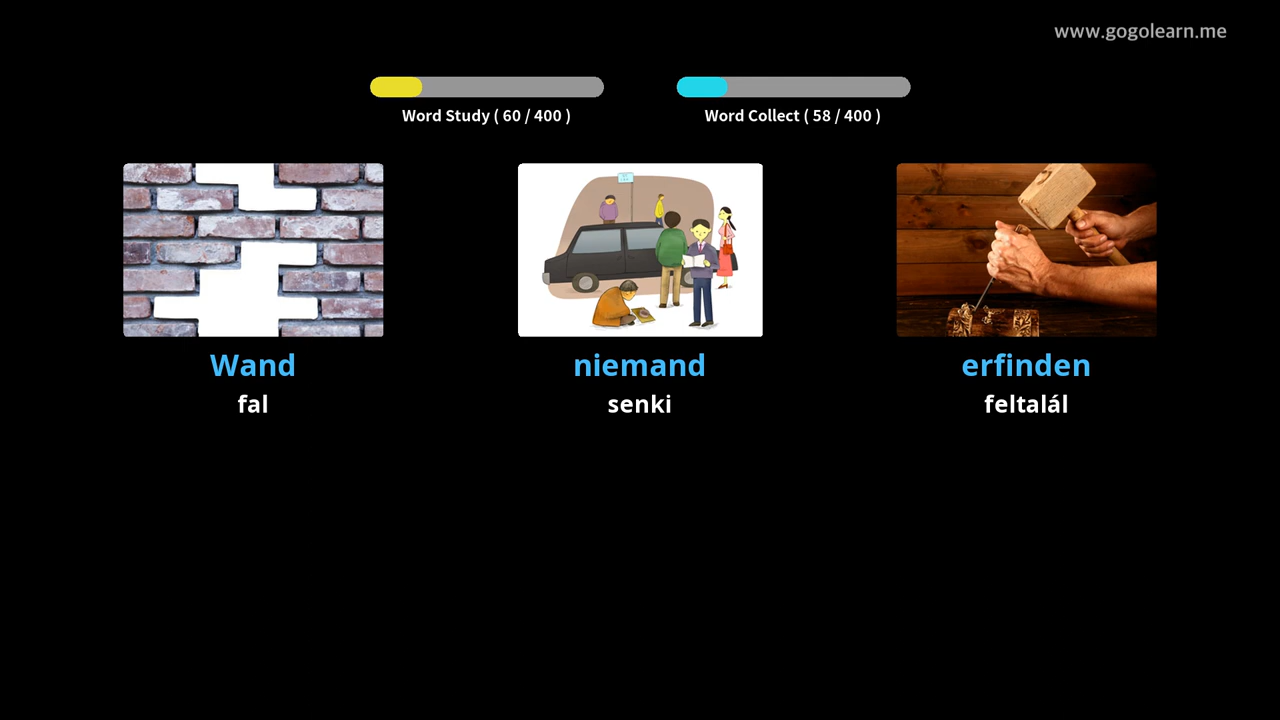 www.gogolearn.me
Word Study ( 60 / 400 )
Word Collect ( 58 / 400 )
Wand
fal
niemand
senki
erfinden
feltalál